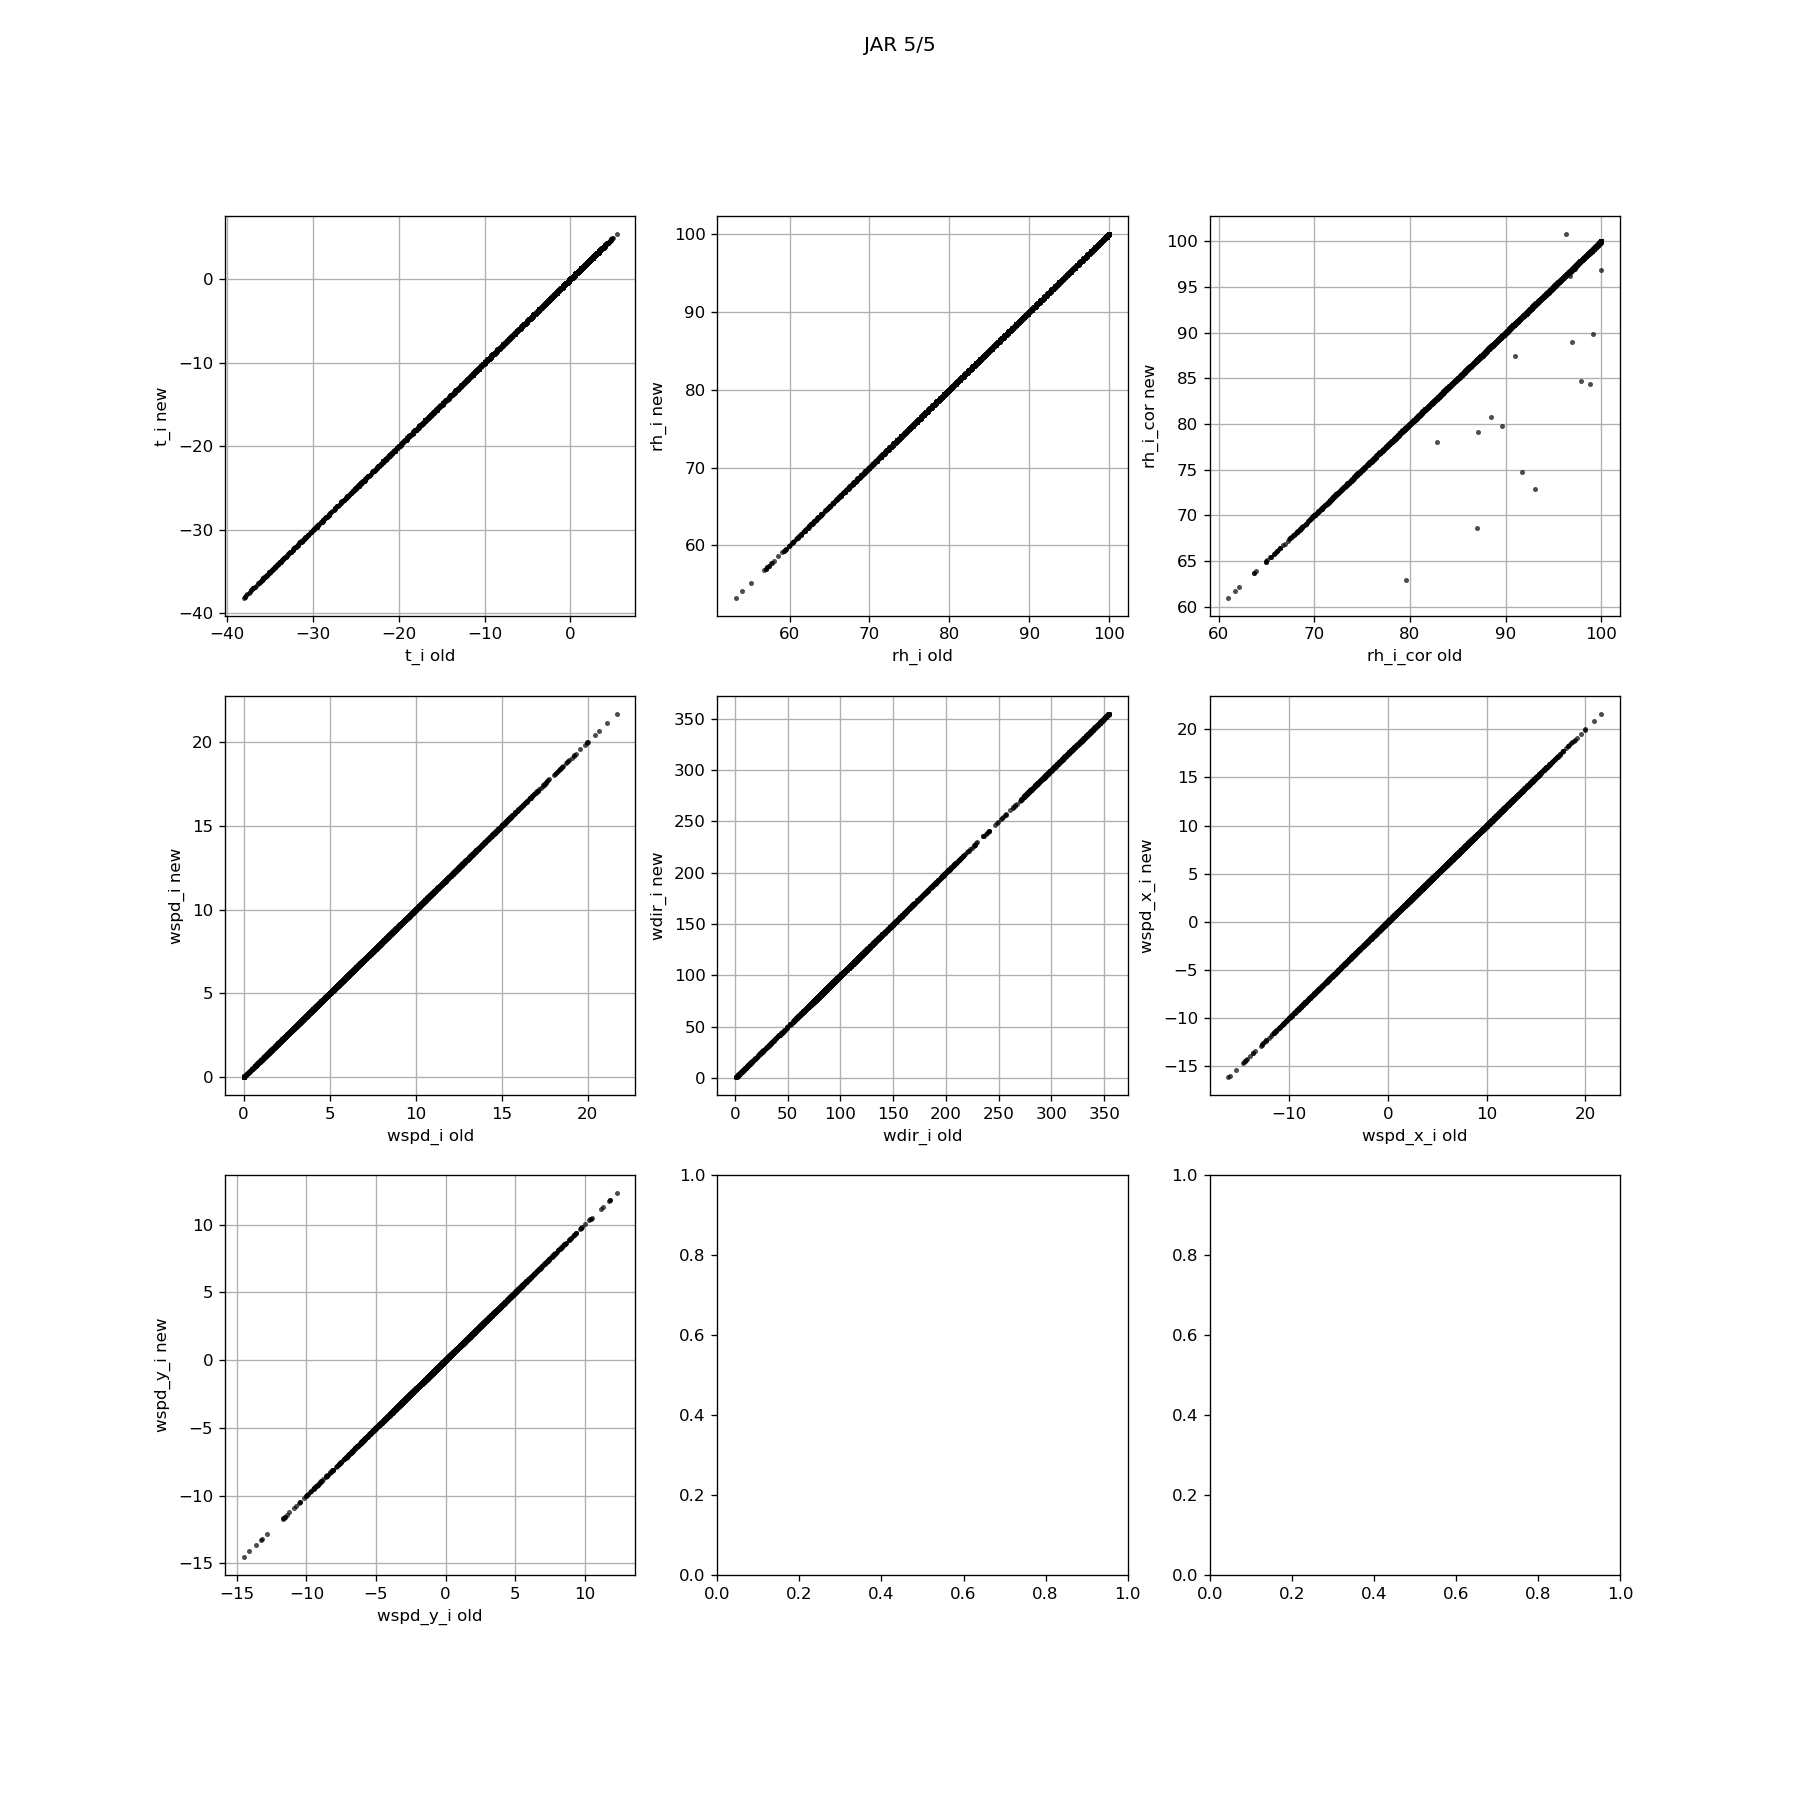 JAR 5/5
0
−10
−20
−30
−40
t_i new
−40 −30 −20 −10 0
t_i old
100
90
80
70
60
rh_i new
60 70 80 90 100
rh_i old
100
95
90
85
80
75
70
65
60
rh_i_cor new
60 70 80 90 100
rh_i_cor old
20
15
10
5
0
wspd_i new
0 5 10 15 20
wspd_i old
350
300
250
200
150
100
50
0
wdir_i new
0 50 100 150 200 250 300 350
wdir_i old
20
15
10
5
0
−5
−10
−15
wspd_x_i new
−10 0 10 20
wspd_x_i old
10
5
0
−5
−10
−15
wspd_y_i new
−15 −10 −5 0 5 10
wspd_y_i old
1.0
0.8
0.6
0.4
0.2
0.0
0.0 0.2 0.4 0.6 0.8 1.0
1.0
0.8
0.6
0.4
0.2
0.0
0.0 0.2 0.4 0.6 0.8 1.0